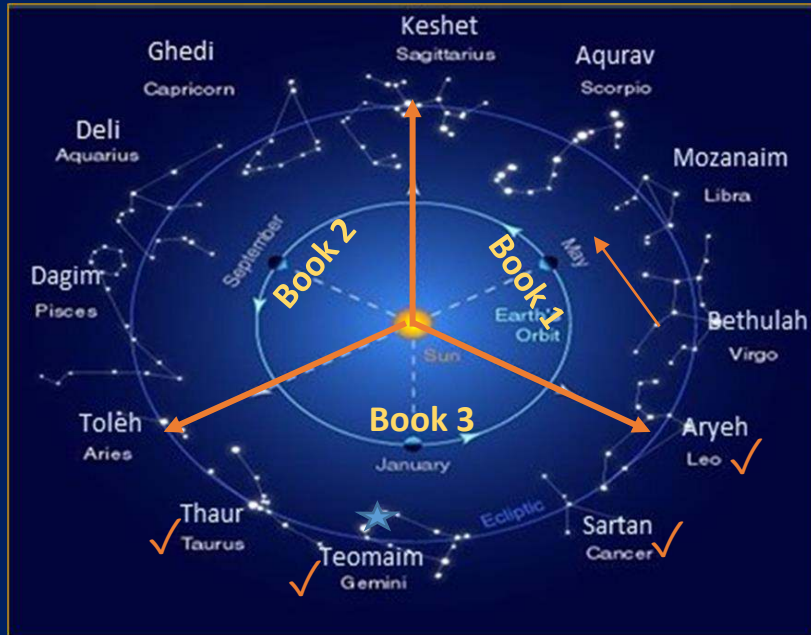 Keshet
Sagittarius
Ghedi
Capricorn
Aqurav
Scorpio
Deli
Aquarius
Mozanaim
Libra
September
Book 2
Book 1
May
Dagim
Pisces
Earth's
Orbit
Bethulah
Virgo
Sun
Book 3
Toleh
Aries
January
Aryeh
Leo
Thaur
Taurus
Teomaim
Gemini
Ecliptic
Sartan
Cancer